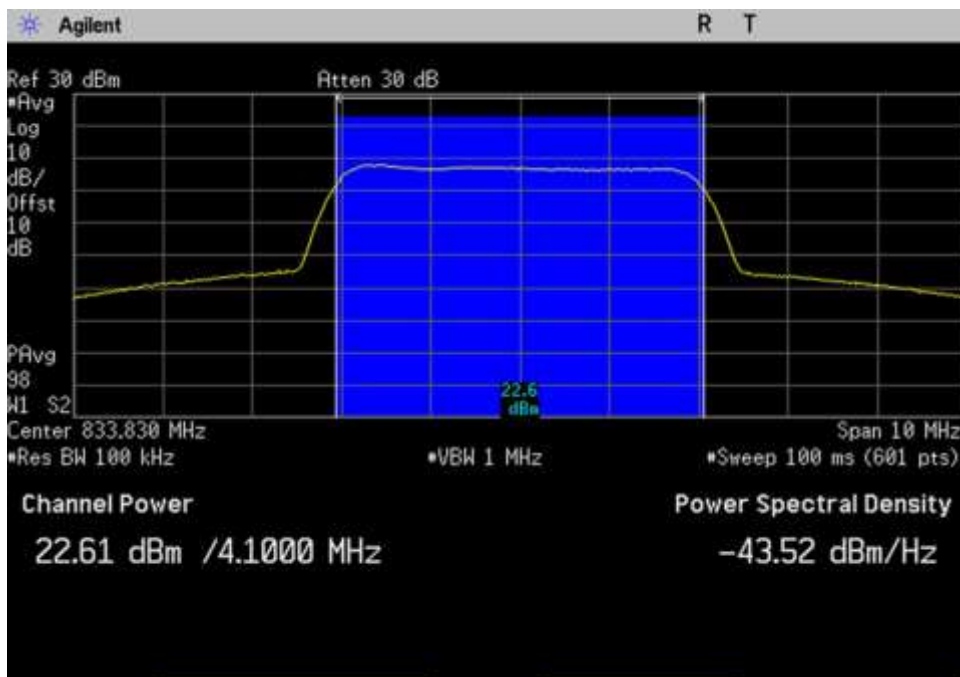 Agilent R T
Ref 30 dBm Atten 30 dB
#Avg
Log
10
dB/
Offst
10
dB
PAvg
98
W1 S2
22.6
dBm
Center 833.830 MHz Span 10 MHz
#Res BW 100 kHz #VBW 1 MHz #Sweep 100 ms (601 pts)
Channel Power Power Spectral Density
22.61 dBm /4.1000 MHz -43.52 dBm/Hz